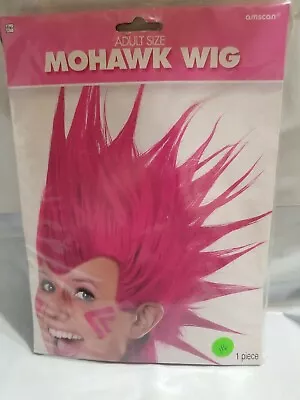 amscan
ADULT SIZE
MOHAWK WIG
1 piece